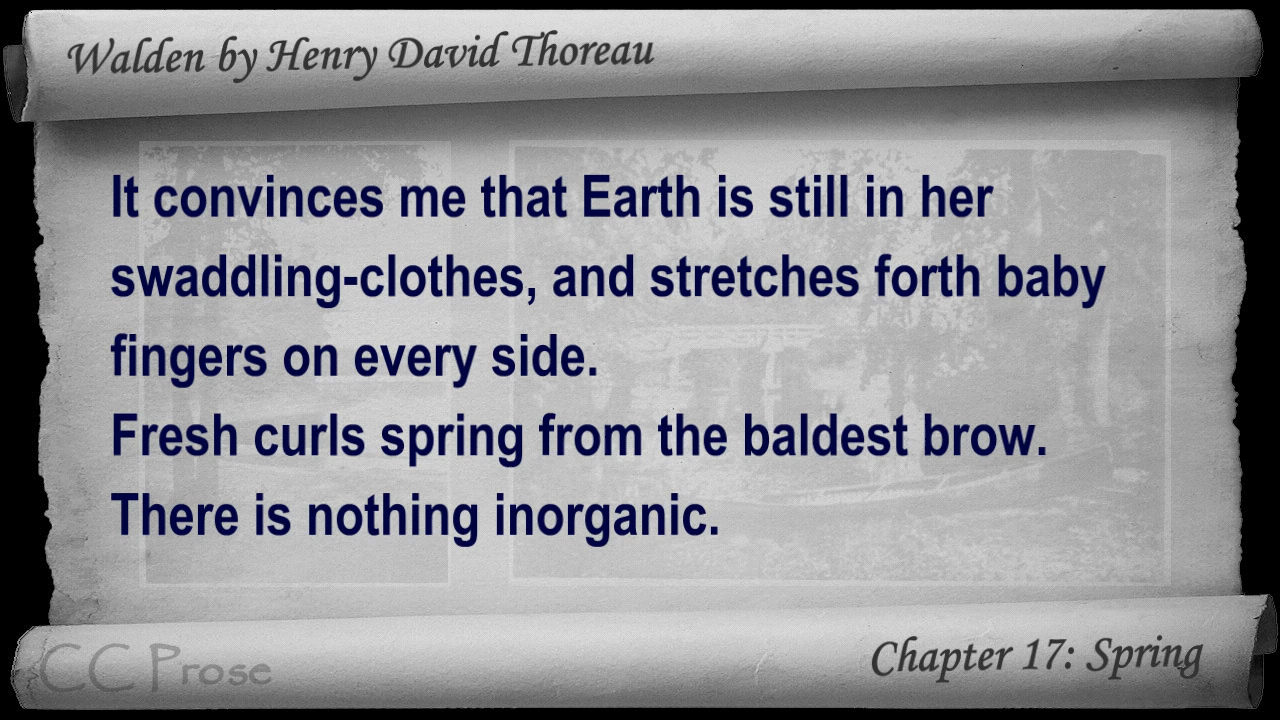 Walden by Henry David Thoreau
It convinces me that Earth is still in her
swaddling-clothes, and stretches forth baby
fingers on every side.
Fresh curls spring from the baldest brow.
There is nothing inorganic.
CC Prose
Chapter 17: Spring